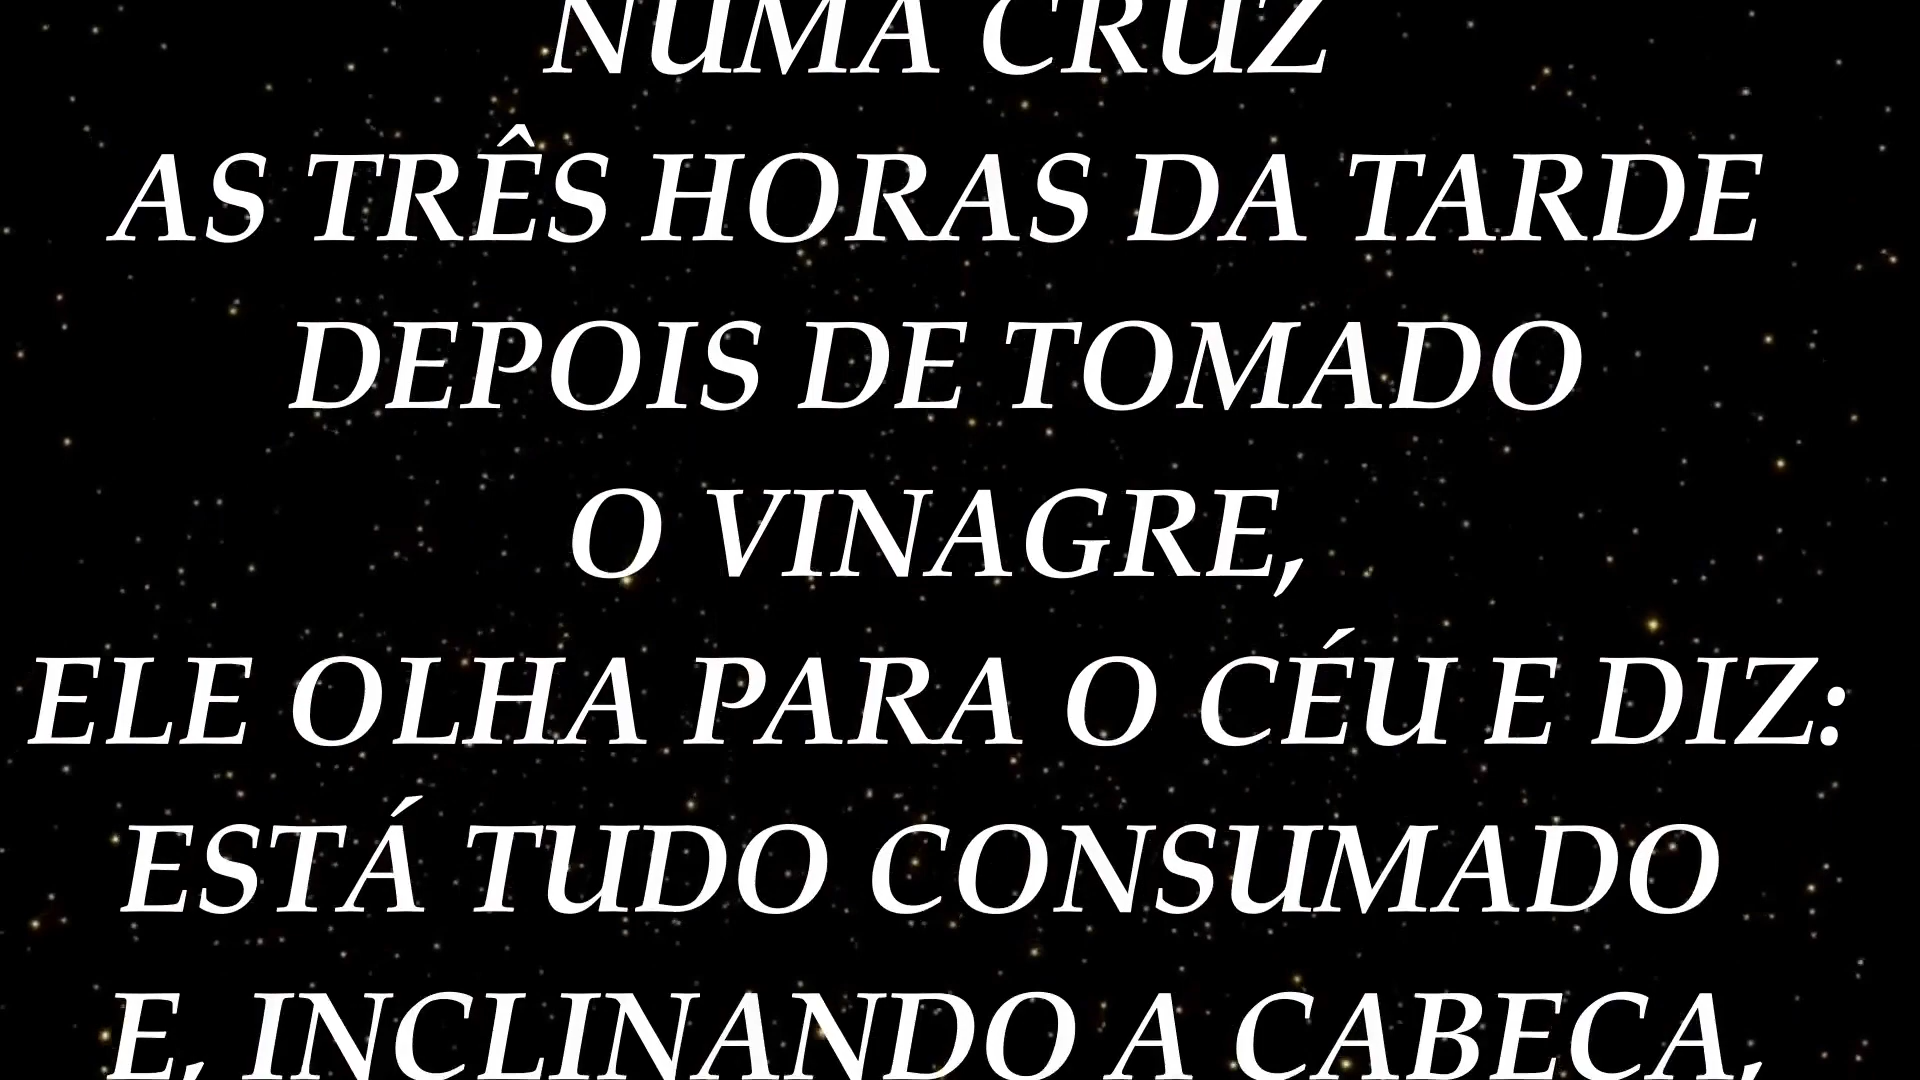 NUMA CRUZ
AS TRÊS HORAS DA TARDE
DEPOIS DE TOMADO
O VINAGRE,
ELE OLHA PARA O CÉU E DIZ:
ESTÁ TUDO CONSUMADO
E, INCLINANDO A CABEÇA,